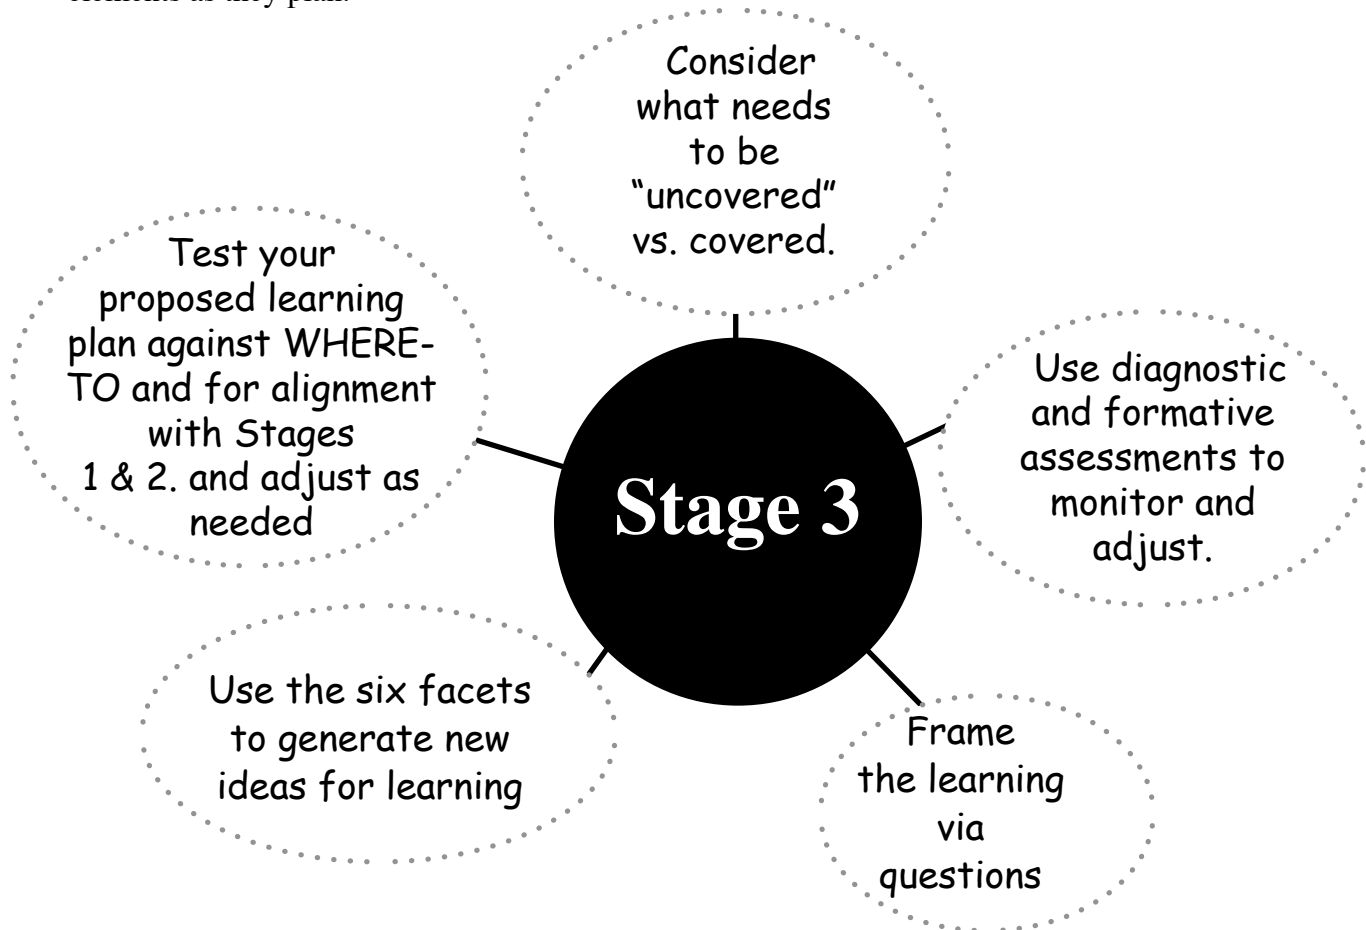 elements as they plan.
Consider
what needs
to be
“uncovered”
vs. covered.
Test your
proposed learning
plan against WHERE-
TO and for alignment
with Stages
1 & 2. and adjust as
needed
Use diagnostic
and formative
assessments to
monitor and
adjust.
Stage 3
Use the six facets
to generate new
ideas for learning
Frame
the learning
via
questions